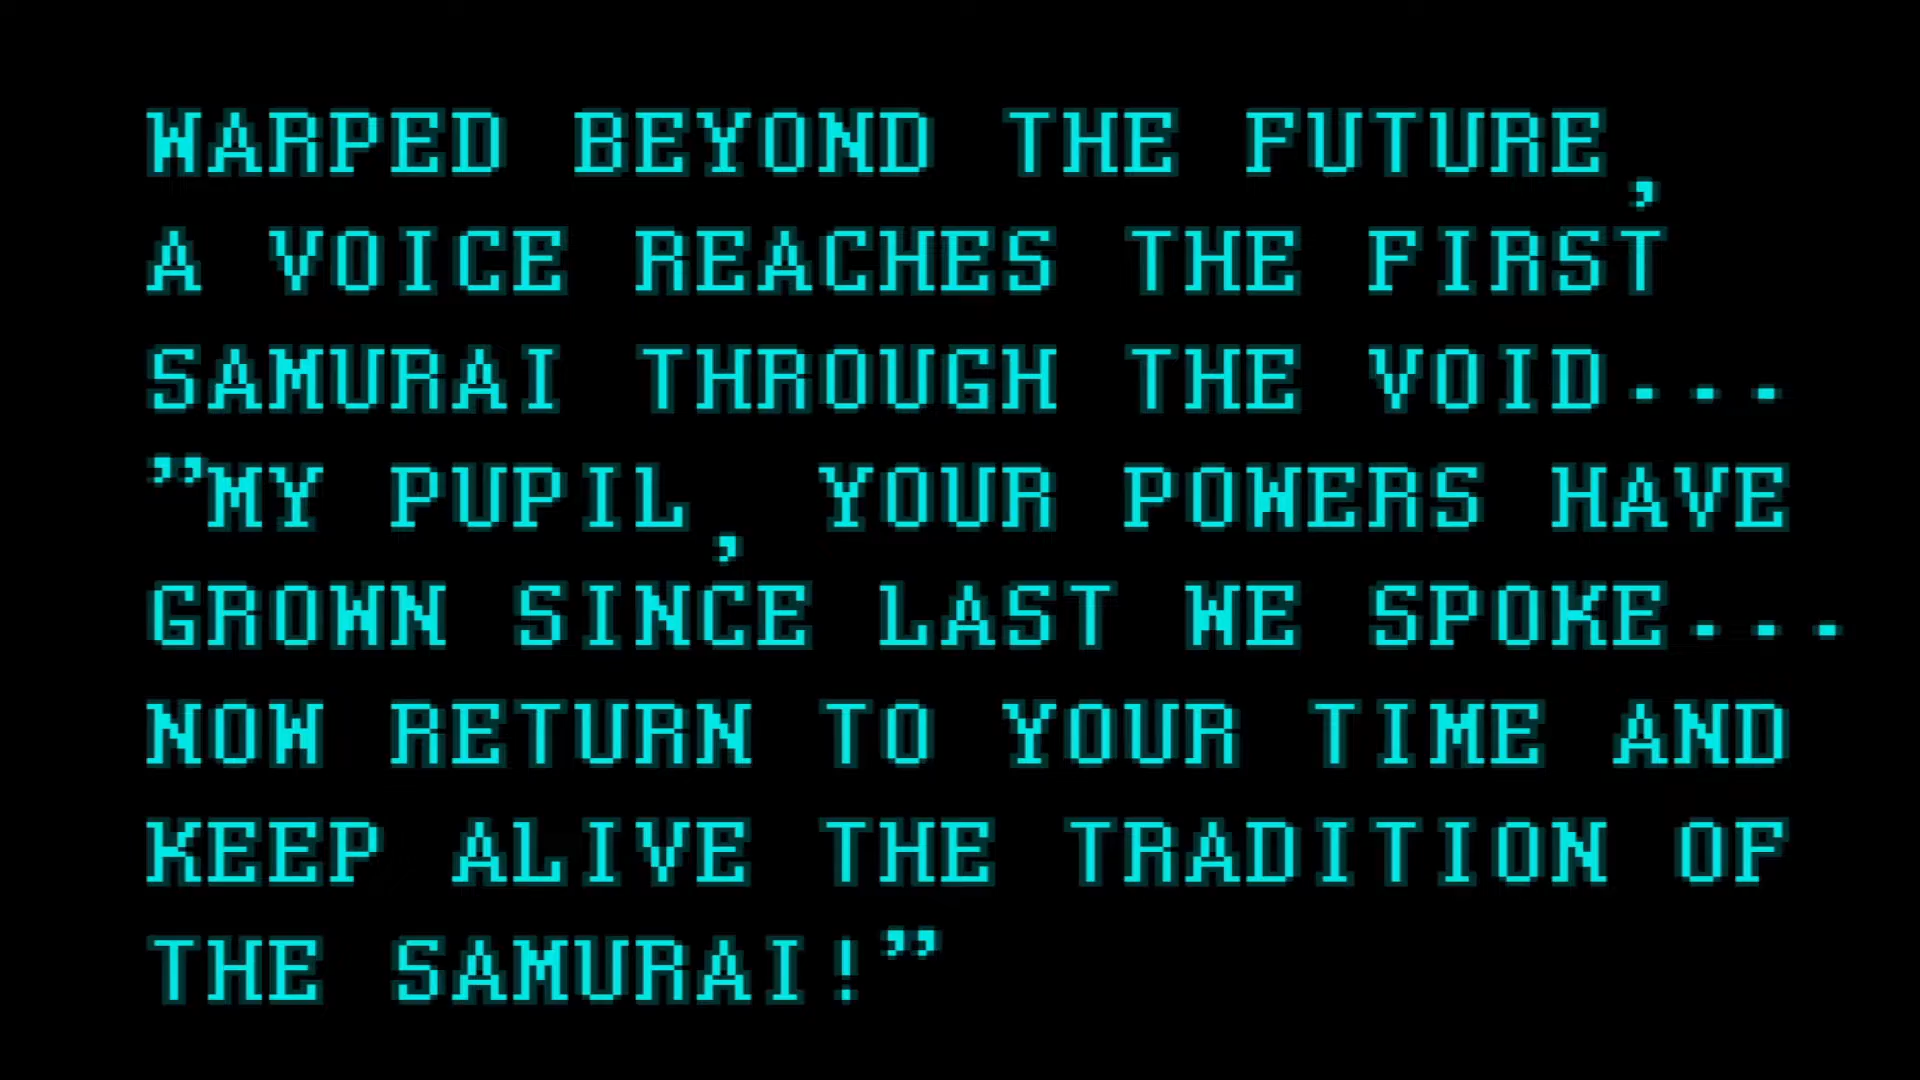 WARPED BEYOND THE FUTURE,
A VOICE REACHES THE FIRST
SAMURAI THROUGH THE VOID...
"MY PUPIL, YOUR POWERS HAVE
GROWN SINCE LAST WE SPOKE...
NOW RETURN TO YOUR TIME AND
KEEP ALIVE THE TRADITION OF
THE SAMURAI!"